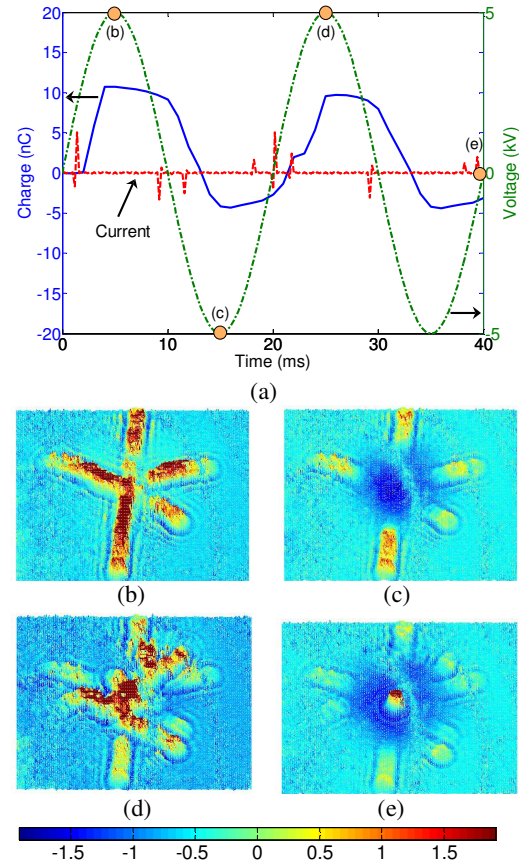 20
15
10
5
0
-5
-10
-15
-20
Charge (nC)
(b)
(d)
(c)
(e)
Current
5
0
-5
Voltage (kV)
0
10
20
30
40
Time (ms)
(a)
(b)
(c)
(d)
(e)
-1.5
-1
-0.5
0
0.5
1
1.5